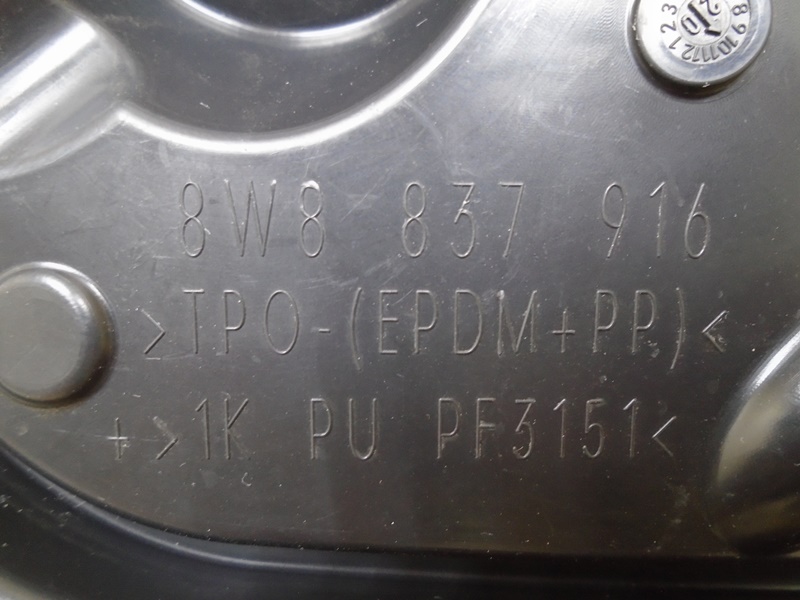 8W8 837 916
>TPO-(EPDM+PP)<
+>1K PU PF3151<